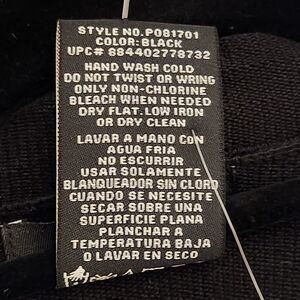 STYLE NO. P081701
COLOR: BLACK
UPC# 884402778732
HAND WASH COLD
DO NOT TWIST OR WRING
ONLY NON-CHLORINE
BLEACH WHEN NEEDED
DRY FLAT. LOW IRON
OR DRY CLEAN
LAVAR A MANO CON
AGUA FRIA
NO ESCURRIR
USAR SOLAMENTE
BLANQUEADOR SIN CLORO
CUANDO SE NECESITE
SECAR SOBRE UNA
SUPERFICIE PLANA
PLANCHAR A
TEMPERATURA BAJA
O LAVAR EN SECO